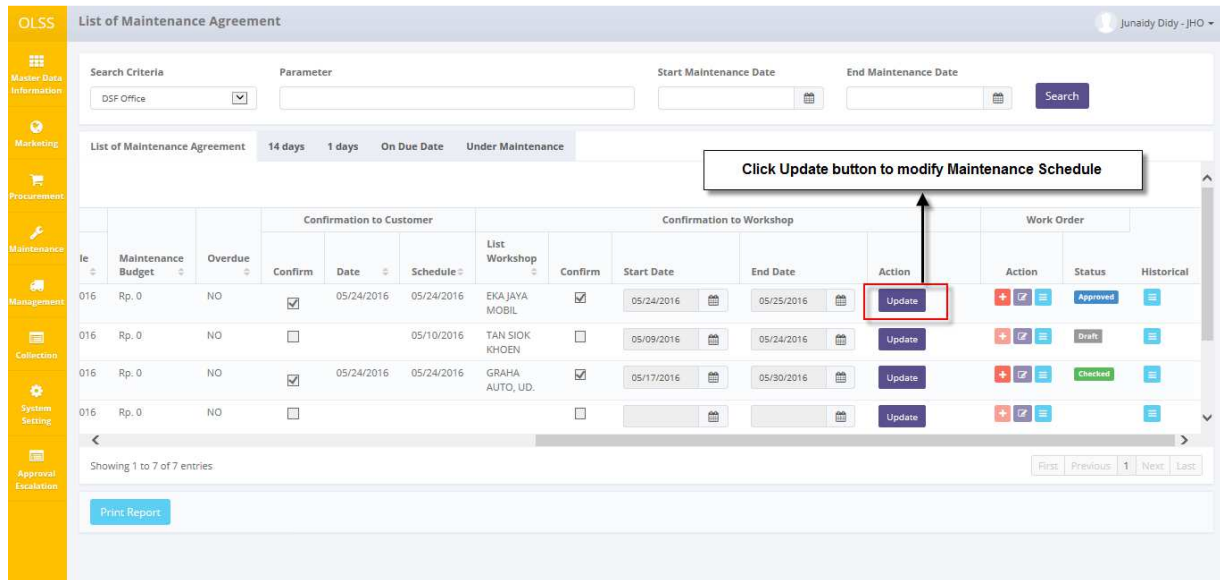 OLSS
List of Maintenance Agreement
Junaidy Didy - JHO
Master Data
Information
Marketing
Procurement
Maintenance
Management
Collection
System
Setting
Approval
Escalation
Search Criteria
Parameter
Start Maintenance Date
End Maintenance Date
DSF Office
Search
List of Maintenance Agreement 14 days 1 days On Due Date Under Maintenance
Click Update button to modify Maintenance Schedule
Confirmation to Customer Confirmation to Workshop Work Order
le Maintenance Budget Overdue Confirm Date Schedule List Workshop Confirm Start Date End Date Action Action Status Historical
016 Rp. 0 NO 05/24/2016 05/24/2016 EKA JAYA MOBIL 05/24/2016 05/25/2016 Update Approved
016 Rp. 0 NO 05/10/2016 TAN SIOK KHOEN 05/09/2016 05/24/2016 Update Draft
016 Rp. 0 NO 05/24/2016 05/24/2016 GRAHA AUTO, UD. 05/17/2016 05/30/2016 Update Checked
016 Rp. 0 NO Update
Showing 1 to 7 of 7 entries
First Previous 1 Next Last
Print Report